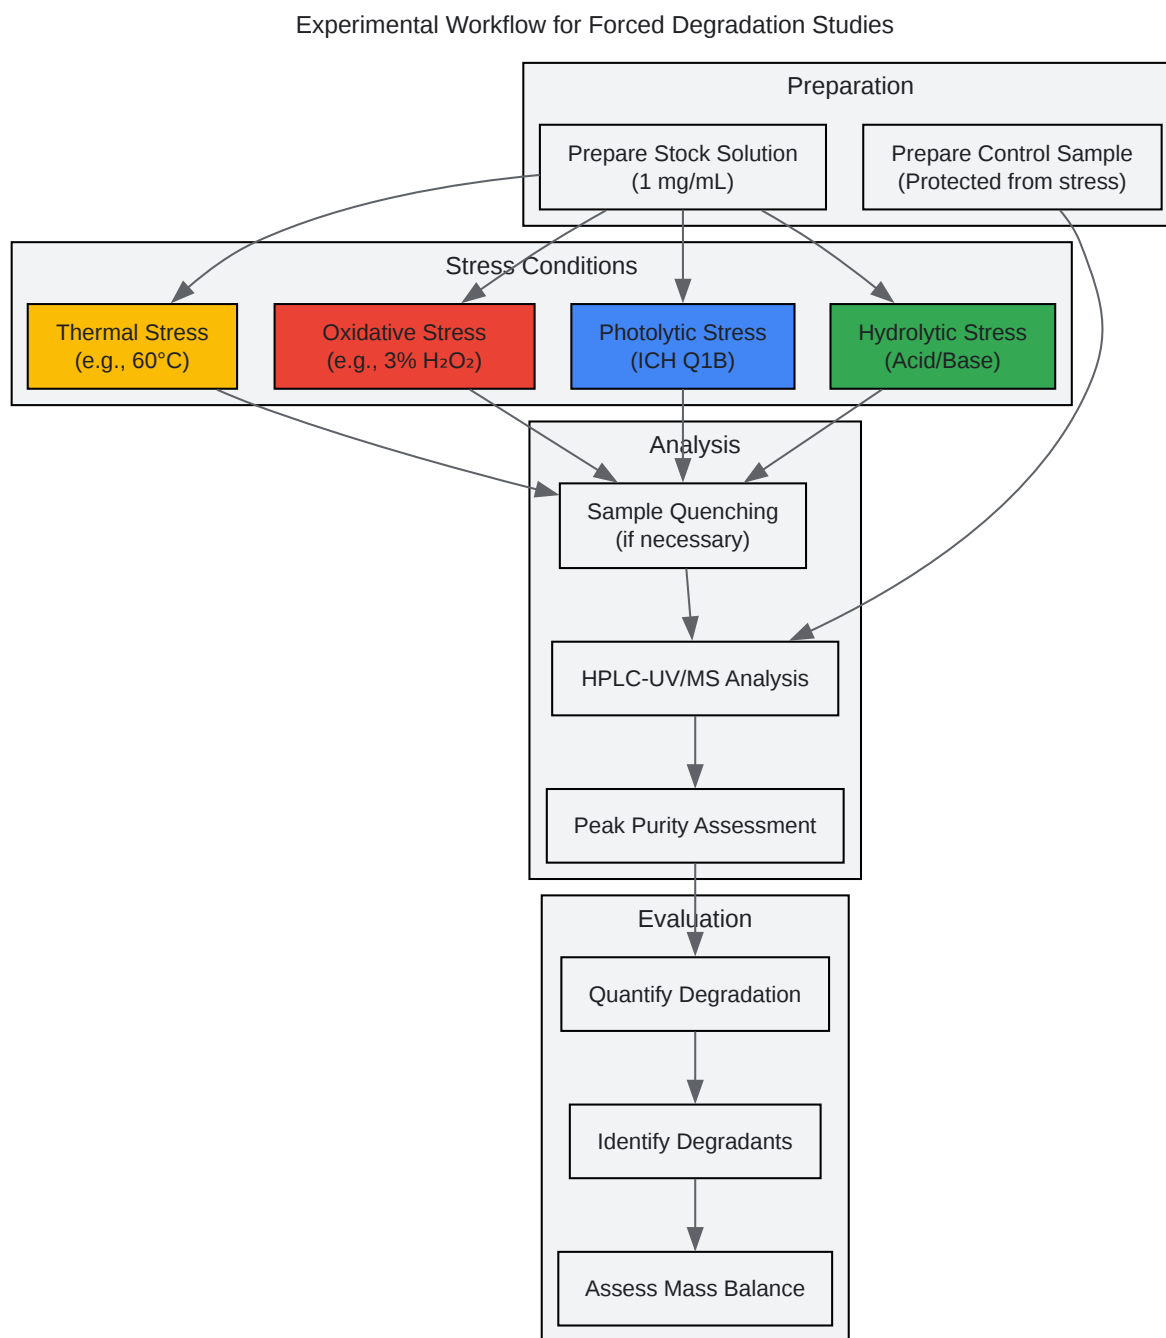 Experimental Workflow for Forced Degradation Studies
Preparation
Prepare Stock Solution
(1 mg/mL)
Prepare Control Sample
(Protected from stress)
Stress Conditions
Thermal Stress
(e.g., 60°C)
Oxidative Stress
(e.g., 3% H₂O₂)
Photolytic Stress
(ICH Q1B)
Hydrolytic Stress
(Acid/Base)
Analysis
Sample Quenching
(if necessary)
HPLC-UV/MS Analysis
Peak Purity Assessment
Evaluation
Quantify Degradation
Identify Degradants
Assess Mass Balance